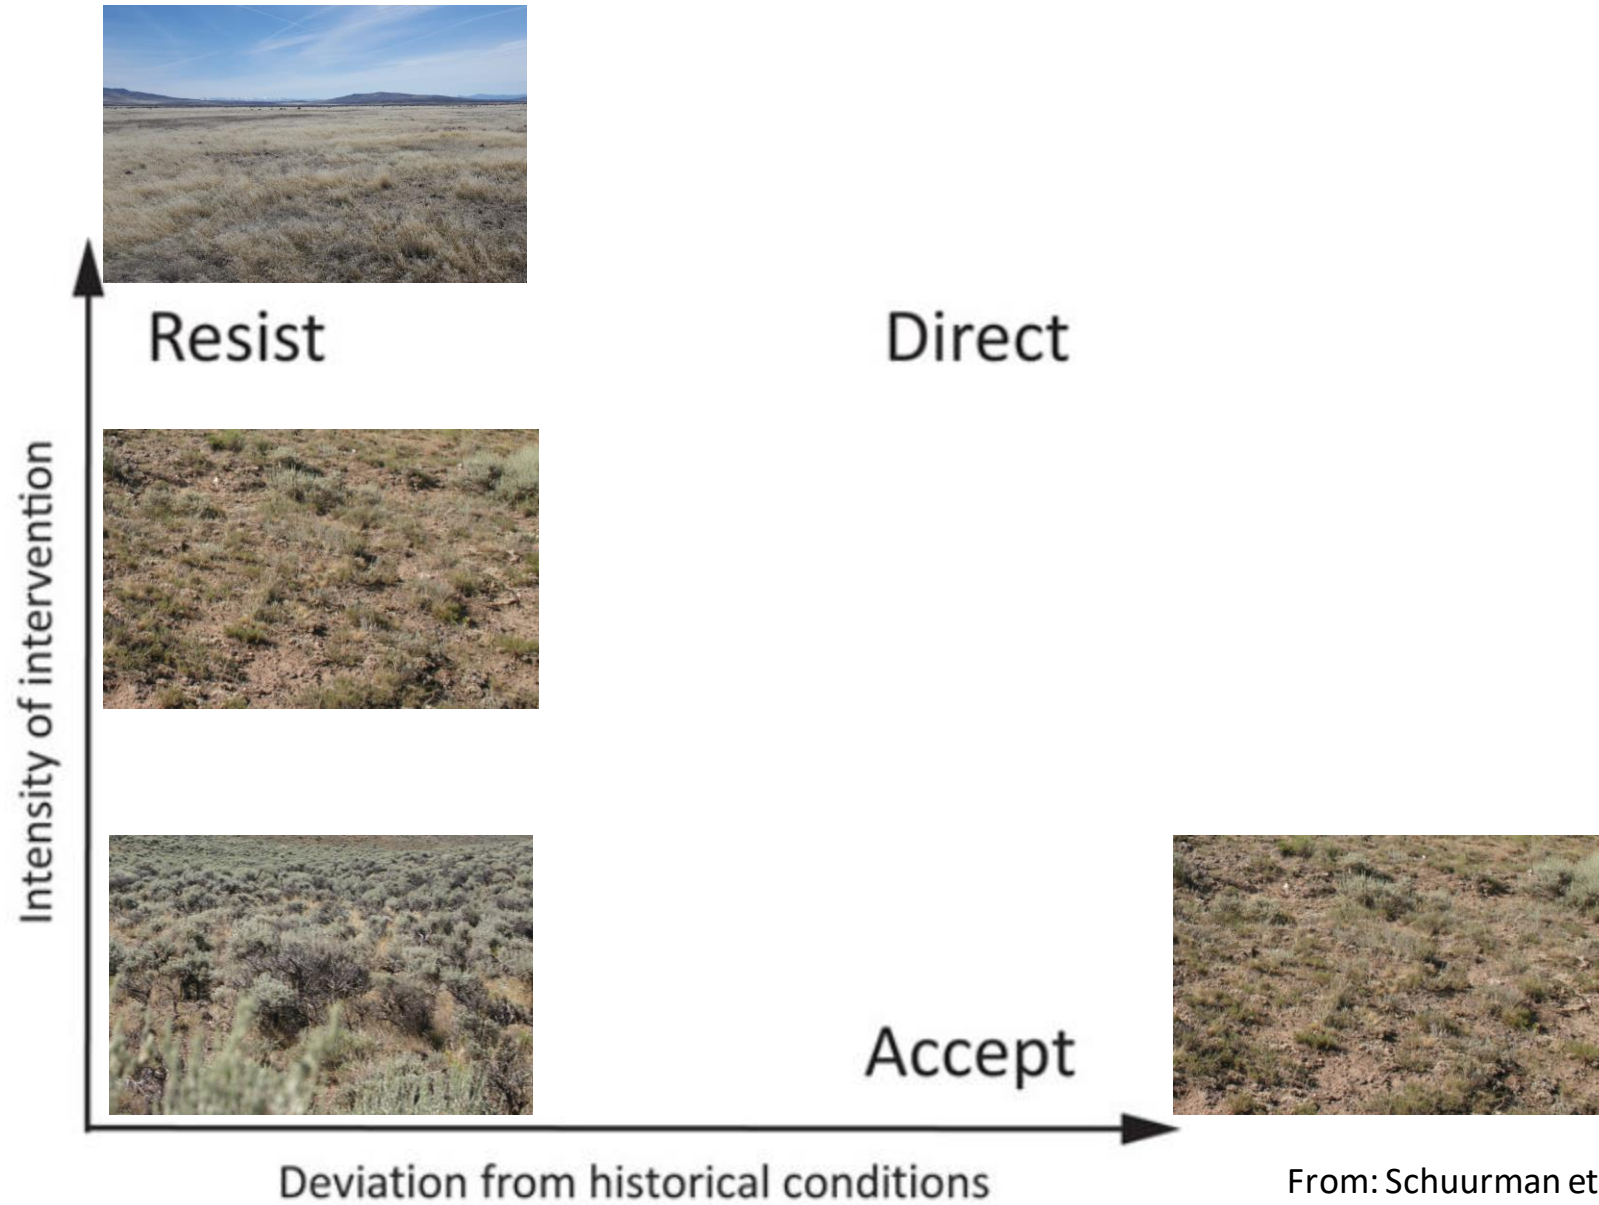 Resist
Direct
Intensity of intervention
Accept
Deviation from historical conditions
From: Schuurman et